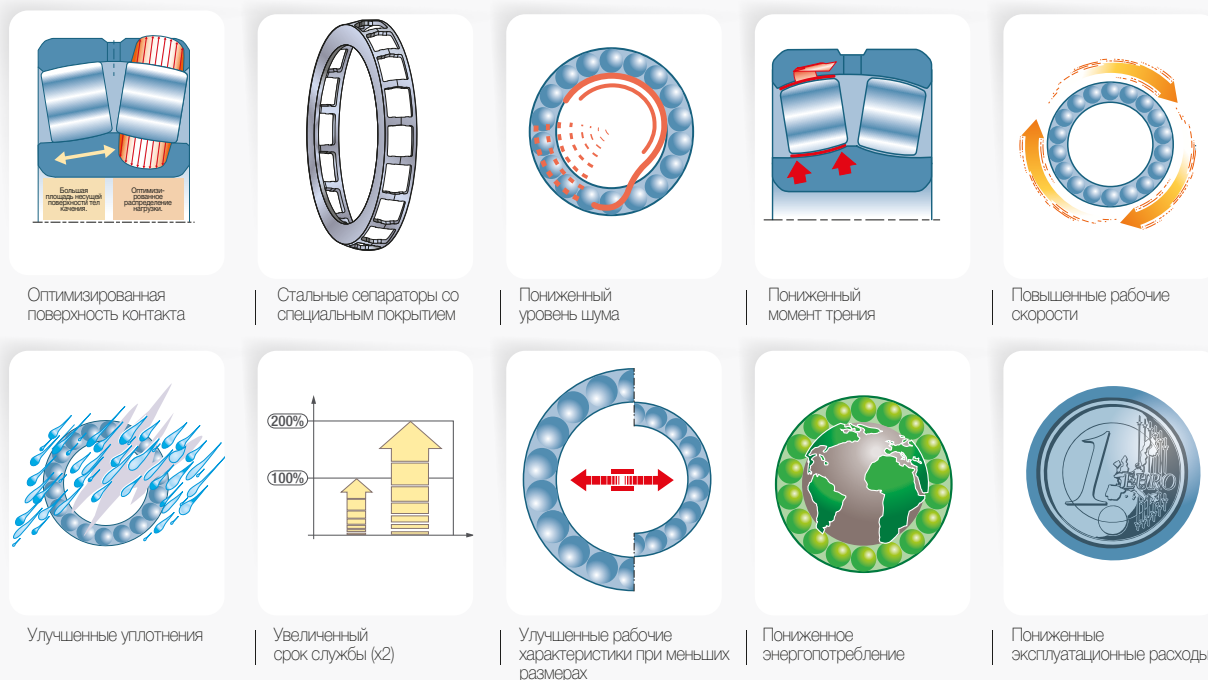 Большая
площадь несущей
поверхности тел
качения.
Оптимизи-
рованное
распределение
нагрузки.
Оптимизированная
поверхность контакта
Стальные сепараторы со
специальным покрытием
Пониженный
уровень шума
Пониженный
момент трения
Повышенные рабочие
скорости
200%
100%
1
EURO
Улучшенные уплотнения
Увеличенный
срок службы (x2)
Улучшенные рабочие
характеристики при меньших
размерах
Пониженное
энергопотребление
Пониженные
эксплуатационные расходы